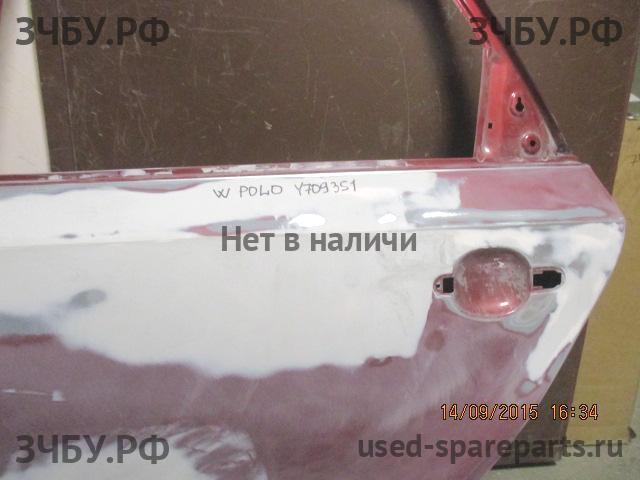 ЗЧБУ.РФ ЗЧБУ.РФ
W POLO Y709351
Нет в наличи
14/09/2015 16:34
ЗЧБУ.РФ used-spareparts.ru